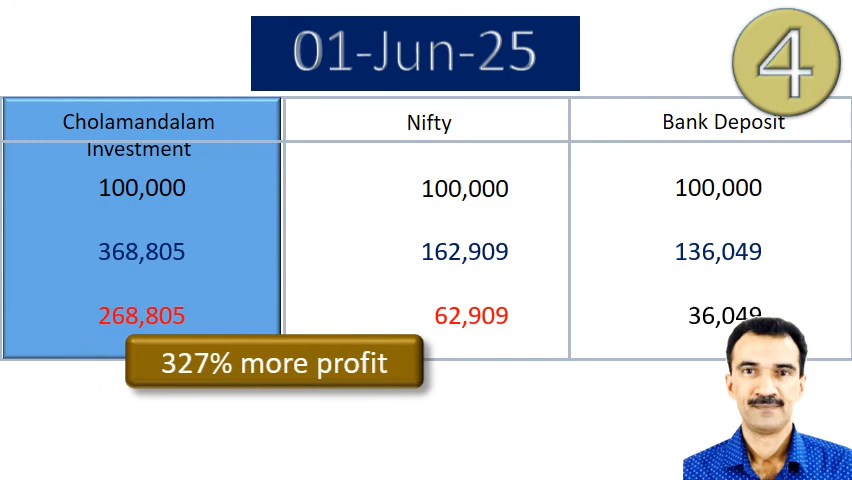 01-Jun-25
4
Cholamandalam Investment
Nifty
Bank Deposit
100,000
100,000
100,000
368,805
162,909
136,049
268,805
62,909
36,049
327% more profit